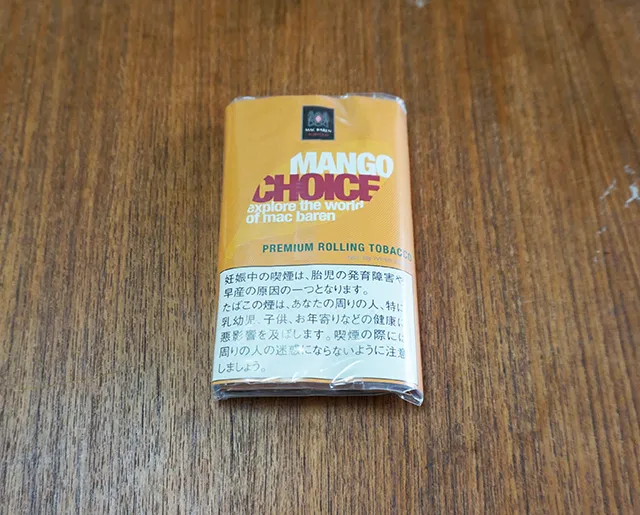 MAC BAREN
MANGO
CHOICE
explore the world
of mac baren
PREMIUM ROLLING TOBACCO
妊娠中の喫煙は、胎児の発育障害や
早産の原因の一つとなります。
たばこの煙は、あなたの周りの人、特に
乳幼児、子供、お年寄りなどの健康に
悪影響を及ぼします。喫煙の際には
周りの人の迷惑にならないように注意
しましょう。